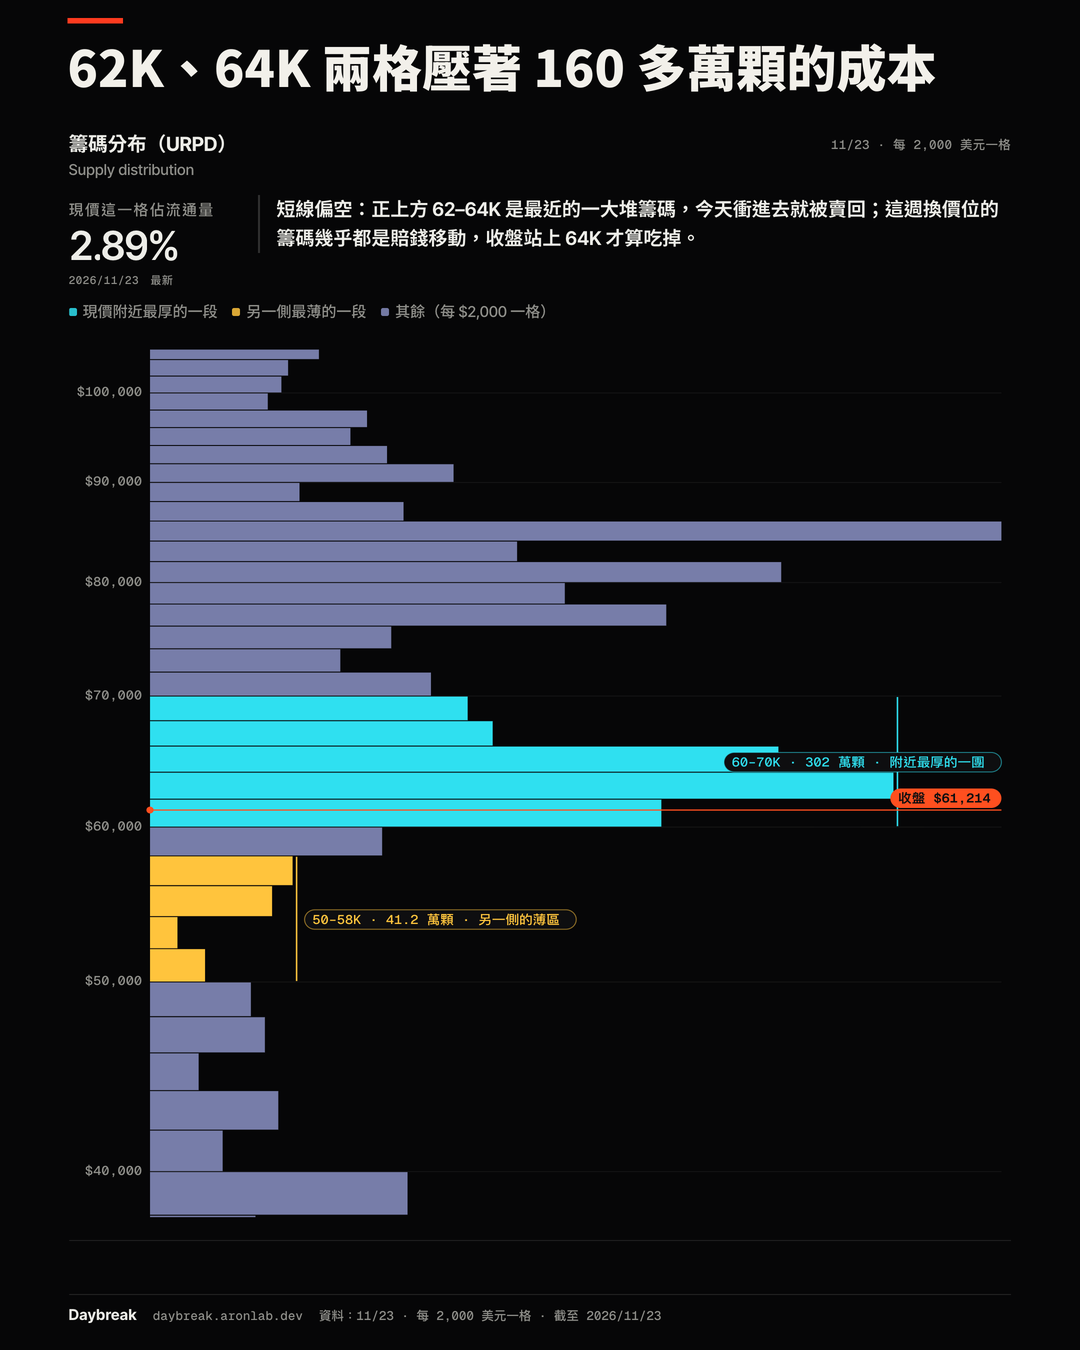 62K、64K 兩格壓著 160 多萬顆的成本
籌碼分布（URPD）
11/23 · 每 2,000 美元一格
Supply distribution
現價這一格佔流通量
2.89%
2026/11/23 最新
短線偏空：正上方 62–64K 是最近的一大堆籌碼，今天衝進去就被賣回；這週換價位的
籌碼幾乎都是賠錢移動，收盤站上 64K 才算吃掉。
現價附近最厚的一段 另一側最薄的一段 其餘（每 $2,000 一格）
$100,000
$90,000
$80,000
$70,000
60–70K · 302 萬顆 · 附近最厚的一團
收盤 $61,214
$60,000
50–58K · 41.2 萬顆 · 另一側的薄區
$50,000
$40,000
Daybreak daybreak.aronlab.dev 資料：11/23 · 每 2,000 美元一格 · 截至 2026/11/23